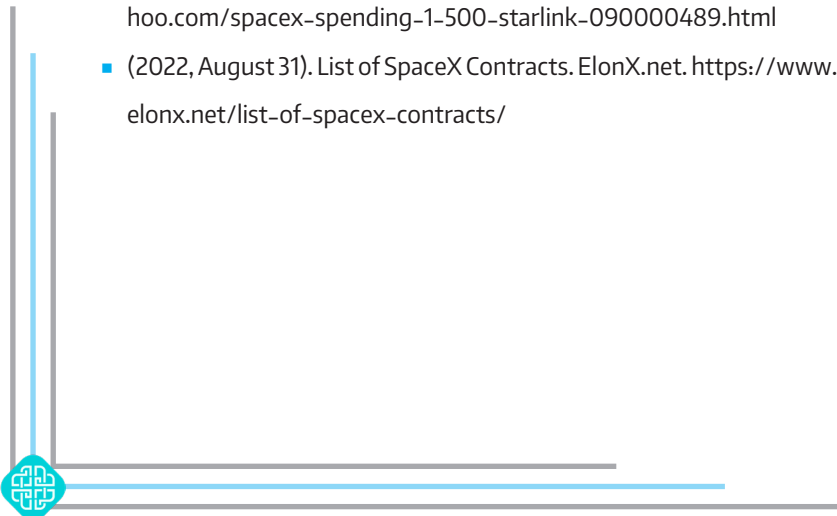 hoo.com/spacex-spending-1-500-starlink-090000489.html
▪ (2022, August 31). List of SpaceX Contracts. ElonX.net. https://www.
elonx.net/list-of-spacex-contracts/